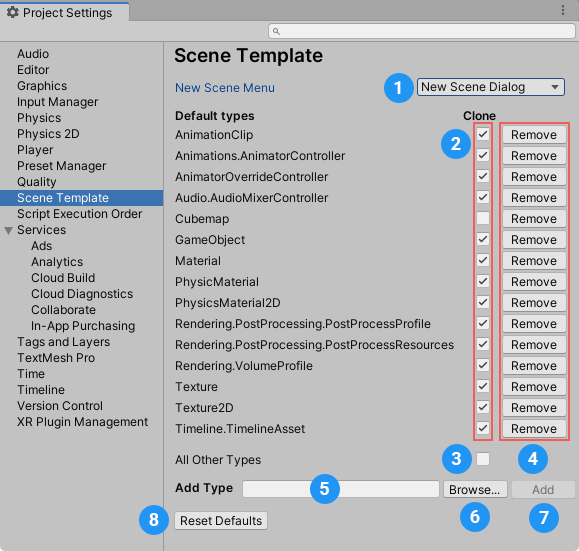 Project Settings
Audio
Editor
Graphics
Input Manager
Physics
Physics 2D
Player
Preset Manager
Quality
Scene Template
Script Execution Order
Services
Ads
Analytics
Cloud Build
Cloud Diagnostics
Collaborate
In-App Purchasing
Tags and Layers
TextMesh Pro
Time
Timeline
Version Control
XR Plugin Management
Scene Template
New Scene Menu 1 New Scene Dialog
Default types Clone
2
AnimationClip Remove
Animations.AnimatorController Remove
AnimatorOverrideController Remove
Audio.AudioMixerController Remove
Cubemap Remove
GameObject Remove
Material Remove
PhysicMaterial Remove
PhysicsMaterial2D Remove
Rendering.PostProcessing.PostProcessProfile Remove
Rendering.PostProcessing.PostProcessResources Remove
Rendering.VolumeProfile Remove
Texture Remove
Texture2D Remove
Timeline.TimelineAsset Remove
All Other Types 3 4
Add Type 5 Browse... Add
6 7
8 Reset Defaults